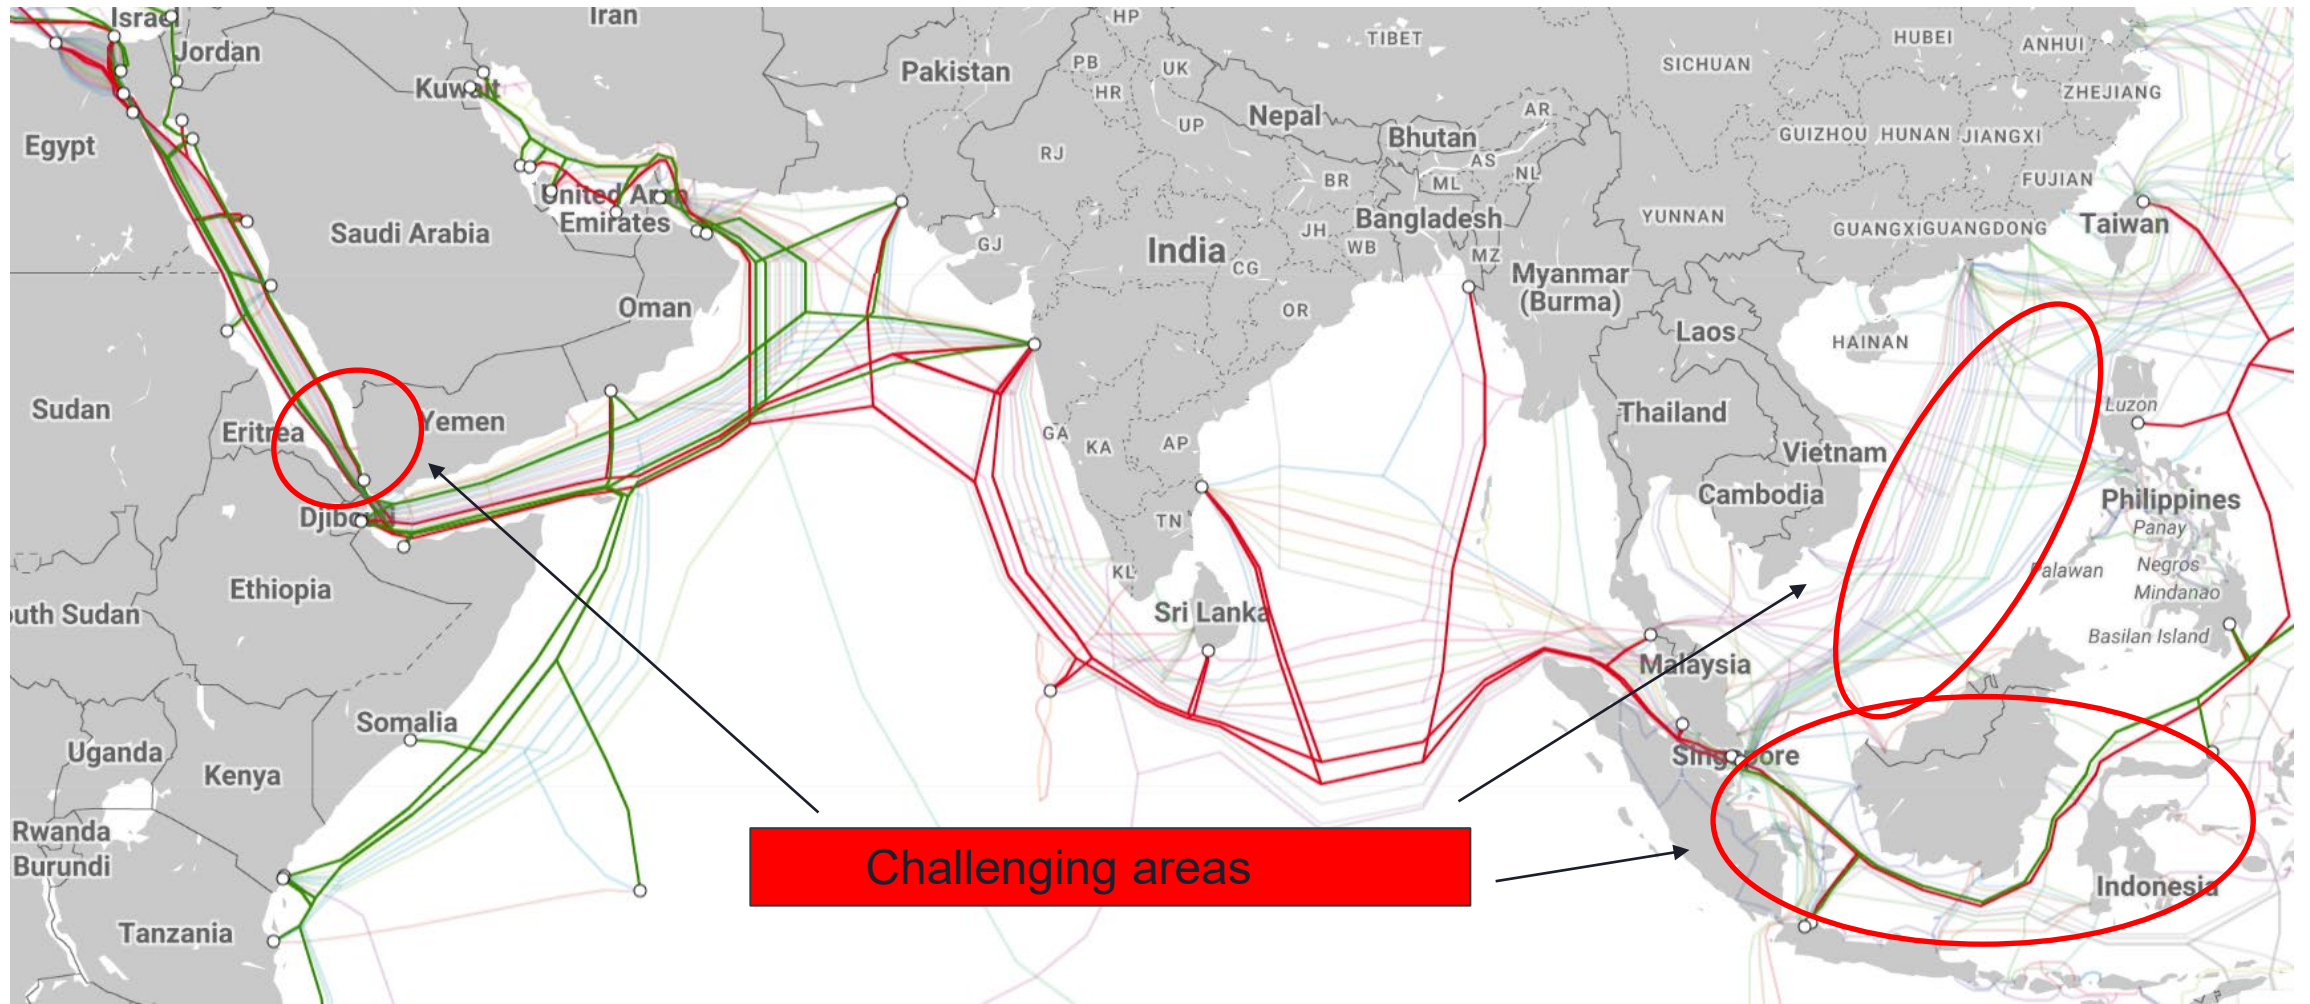 Israel
Iran
HP
TIBET
HUBEI
ANHUI
Jordan
Pakistan
PB
UK
SICHUAN
Kuwait
HR
ZHEJIANG
Egypt
Nepal
AR
UP
Bhutan
GUIZHOU
HUNAN
JIANGXI
RJ
AS
NL
BR
ML
FUJIAN
United Arab
Emirates
Saudi Arabia
Bangladesh
YUNNAN
Taiwan
India
JH
WB
GJ
CG
MZ
GUANGXI
GUANGDONG
Myanmar
(Burma)
Oman
OR
Laos
HAINAN
Sudan
Eritrea
Yemen
Thailand
Luzon
GA
KA
AP
Vietnam
Cambodia
Philippines
Djibouti
TN
Panay
Ethiopia
KL
Palawan
Negros
outh Sudan
Sri Lanka
Mindanao
Basilan Island
Malaysia
Somalia
Uganda
Kenya
Singapore
Rwanda
Burundi
Challenging areas
Indonesia
Tanzania